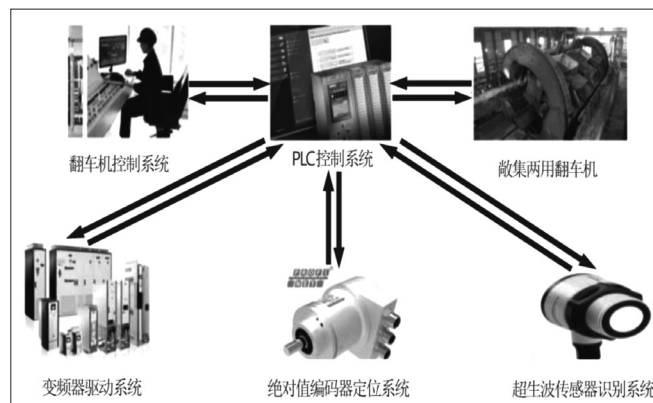 翻车机控制系统
PLC控制系统
敞集两用翻车机
PROFI
NET
变频器驱动系统
绝对值编码器定位系统
超生波传感器识别系统